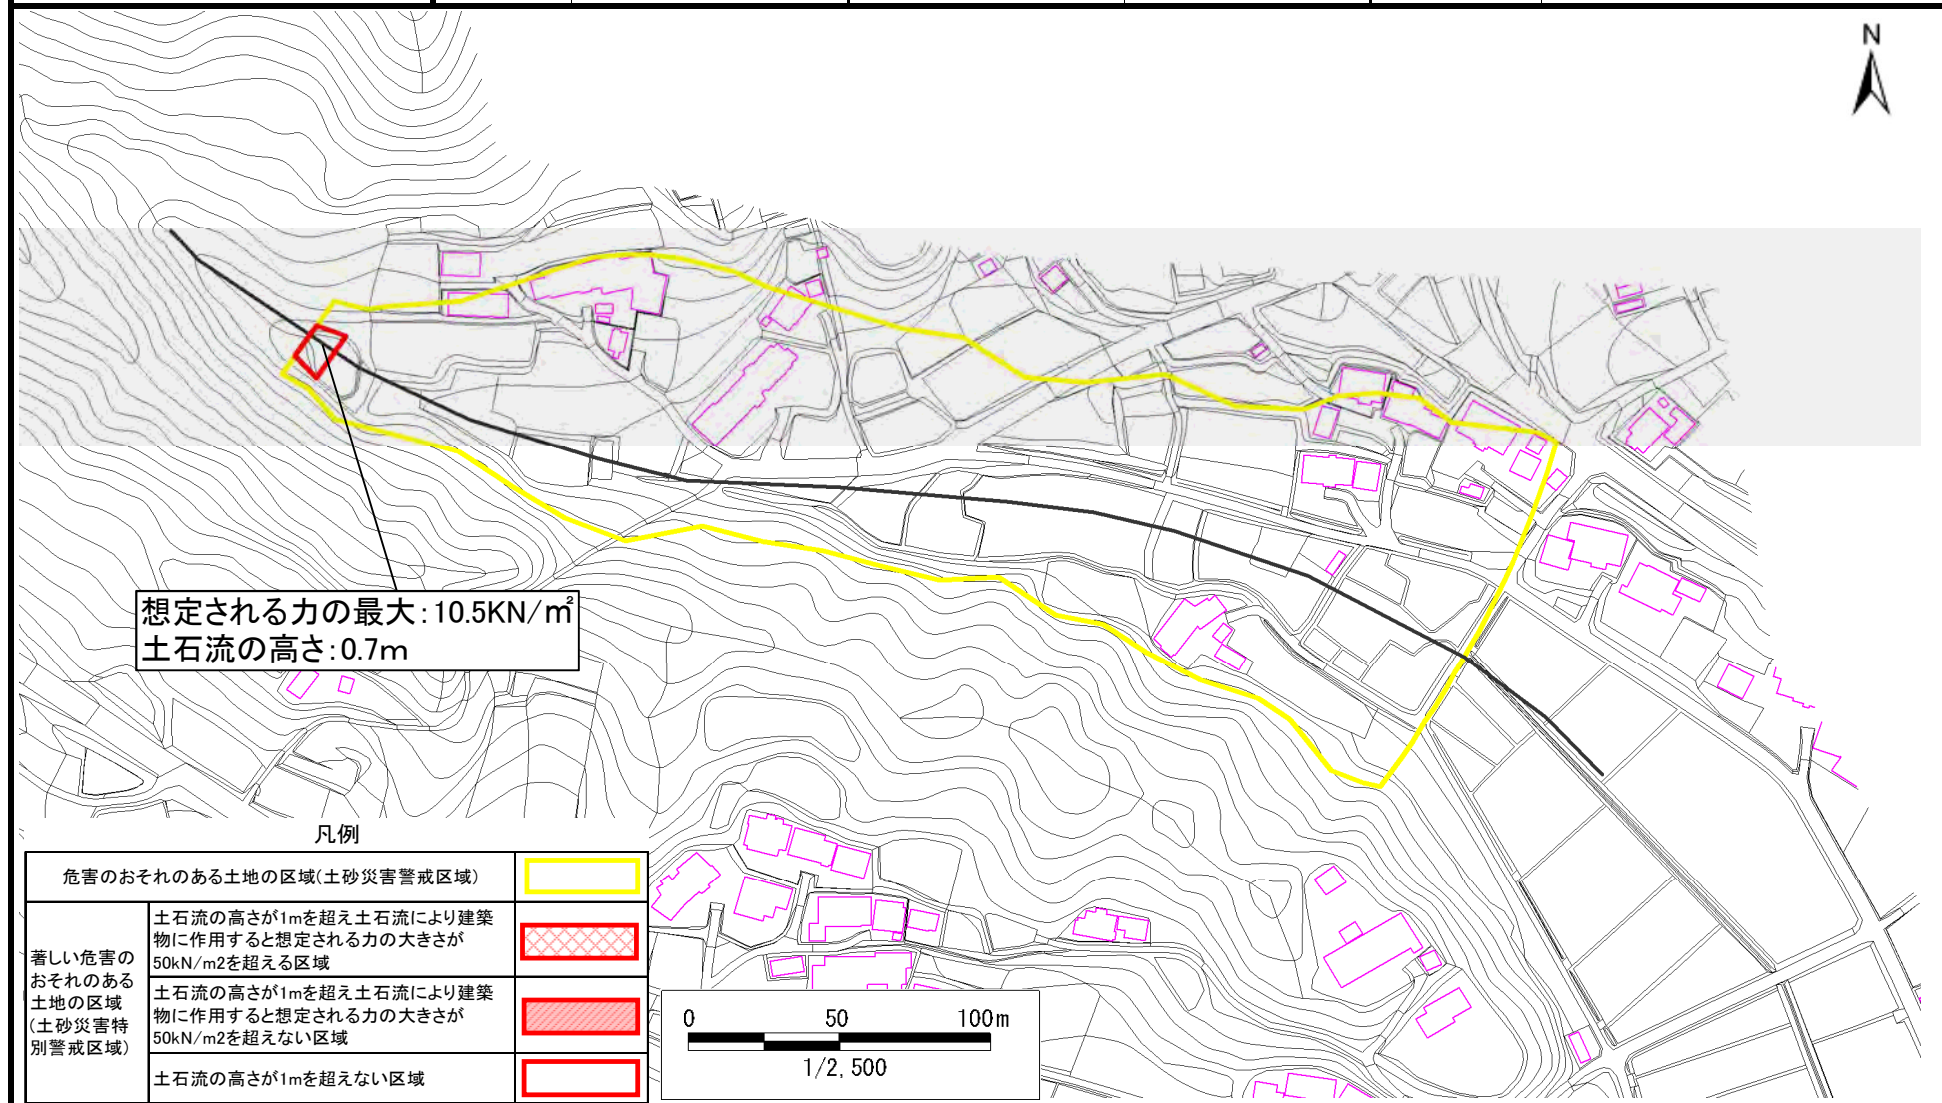 N
想定される力の最大:10.5KN/㎡
土石流の高さ:0.7m
凡例
危害のおそれのある土地の区域(土砂災害警戒区域)
著しい危害の
おそれのある
土地の区域
(土砂災害特
別警戒区域)
土石流の高さが1mを超え土石流により建築
物に作用すると想定される力の大きさが
50kN/m2を超える区域
土石流の高さが1mを超え土石流により建築
物に作用すると想定される力の大きさが
50kN/m2を超えない区域
土石流の高さが1mを超えない区域
0 50 100m
1/2,500